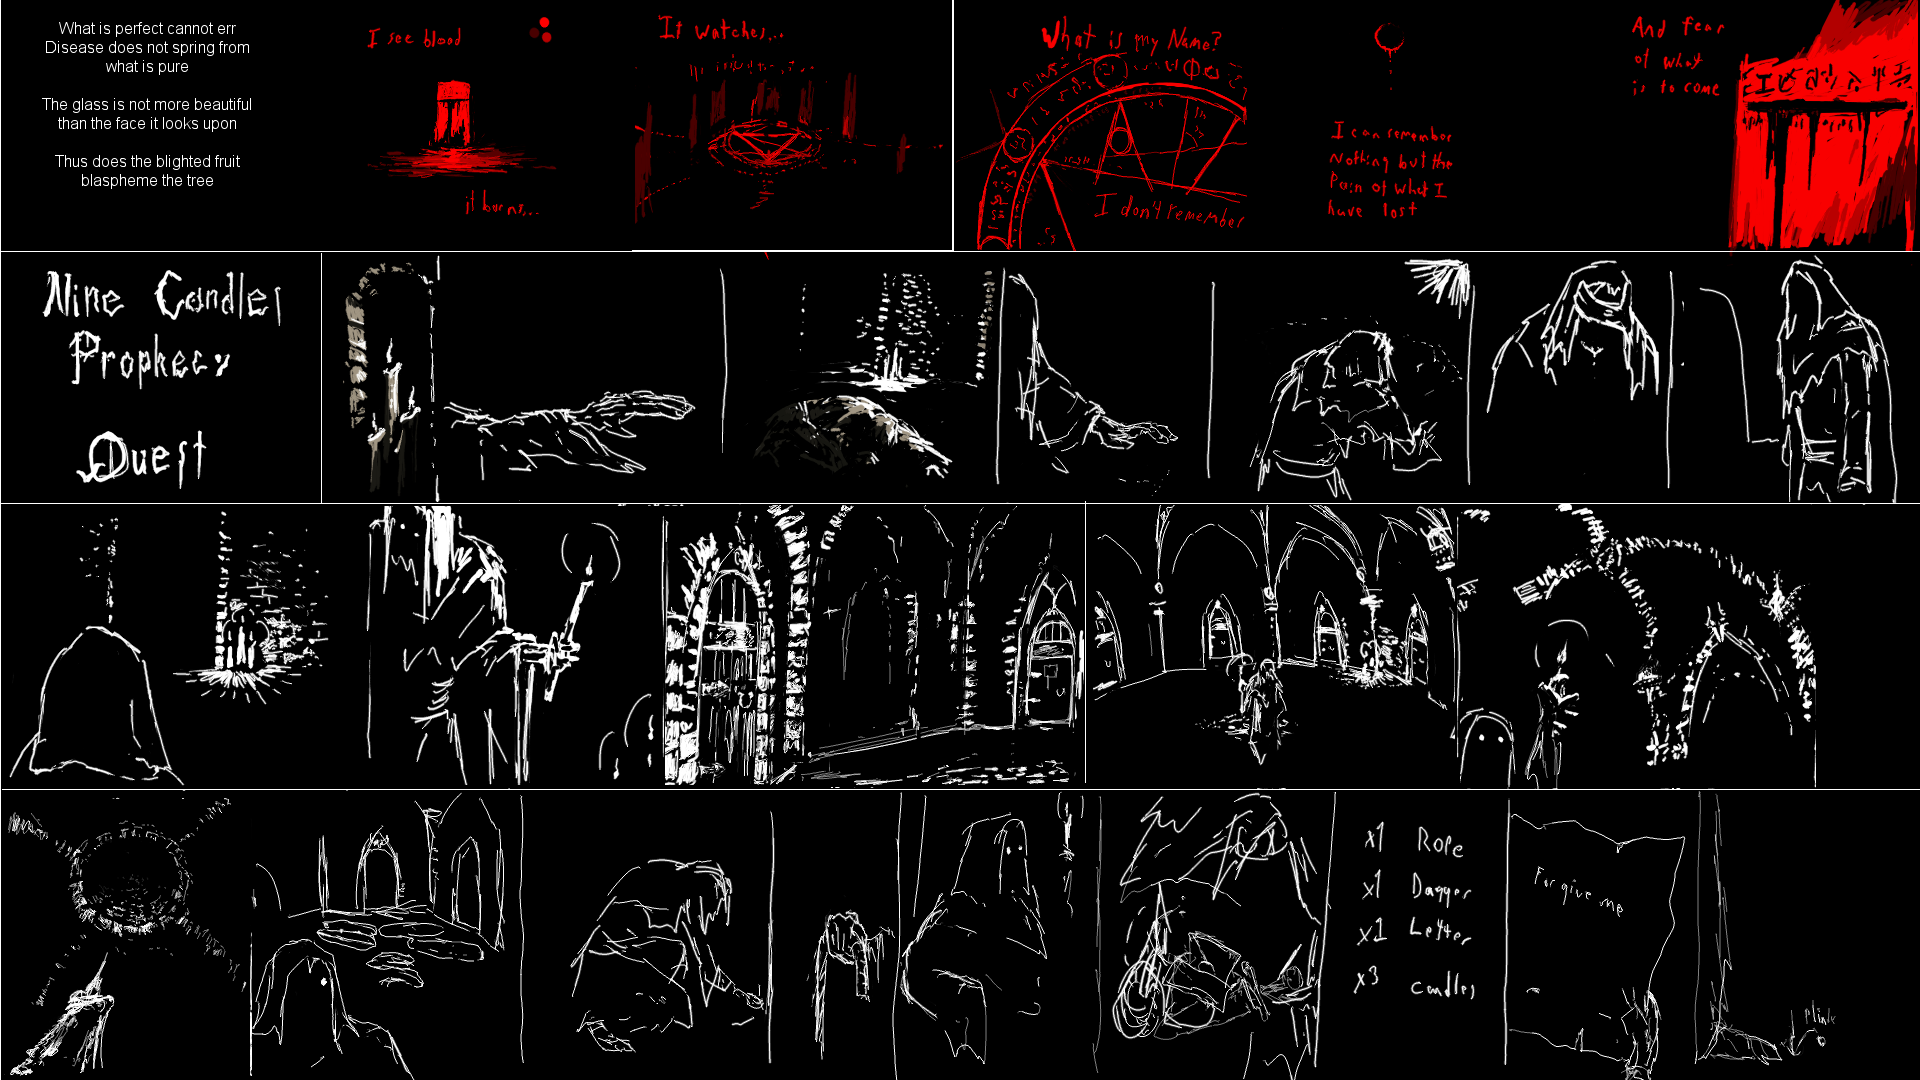 What is perfect cannot err
Disease does not spring from
what is pure
The glass is not more beautiful
than the face it looks upon
Thus does the blighted fruit
blaspheme the tree
I see blood
it burns...
It watches...
What is my Name?
I don't remember
I can remember
Nothing but the
Pain of what I
have lost
And fear
of what
is to come
Nine Candles
Prophecy
Quest
x1 Rope
x1 Dagger
x1 Letter
x3 candles
Forgive me
plink